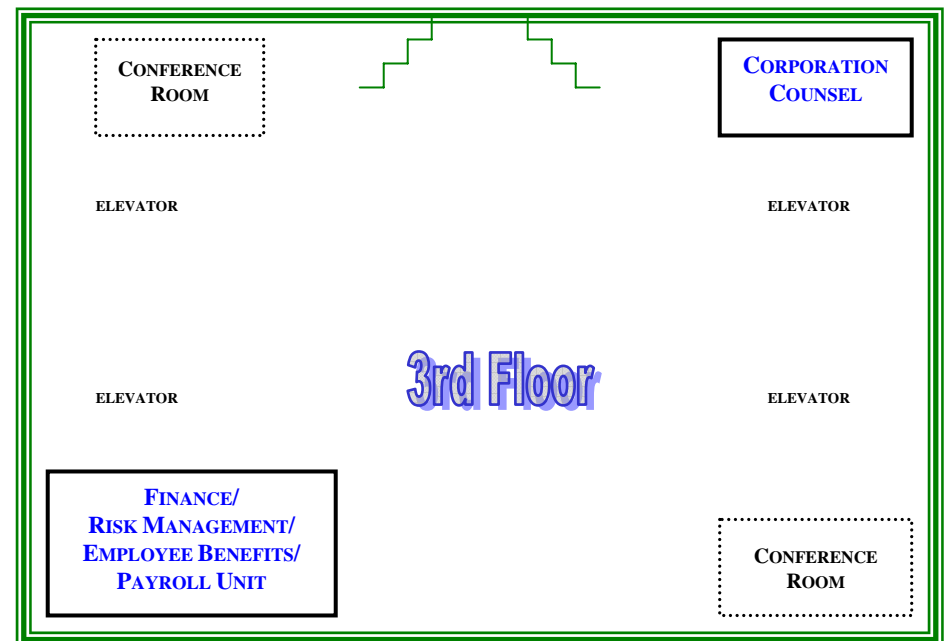 CONFERENCE
ROOM
CORPORATION
COUNSEL
ELEVATOR
ELEVATOR
3rd Floor
ELEVATOR
ELEVATOR
FINANCE/
RISK MANAGEMENT/
EMPLOYEE BENEFITS/
PAYROLL UNIT
CONFERENCE
ROOM